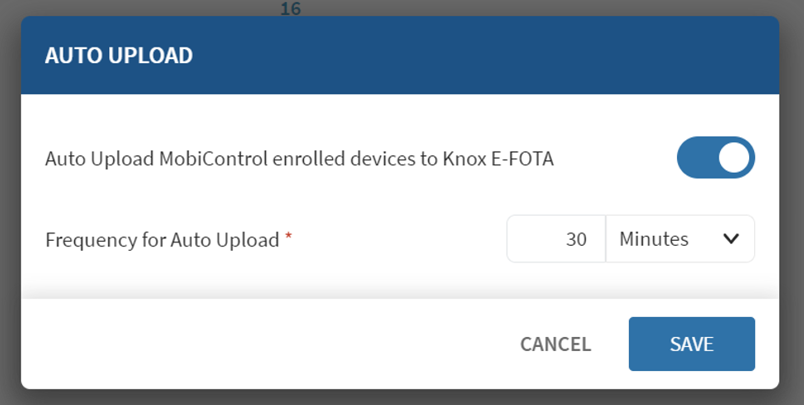 16
AUTO UPLOAD
Auto Upload MobiControl enrolled devices to Knox E-FOTA
Frequency for Auto Upload * 30 Minutes
CANCEL SAVE